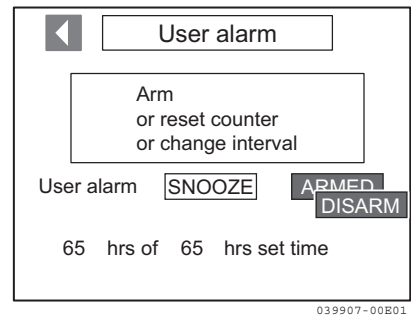 User alarm
Arm
or reset counter
or change interval
User alarm SNOOZE ARMED
DISARM
65 hrs of 65 hrs set time
039907-00E01